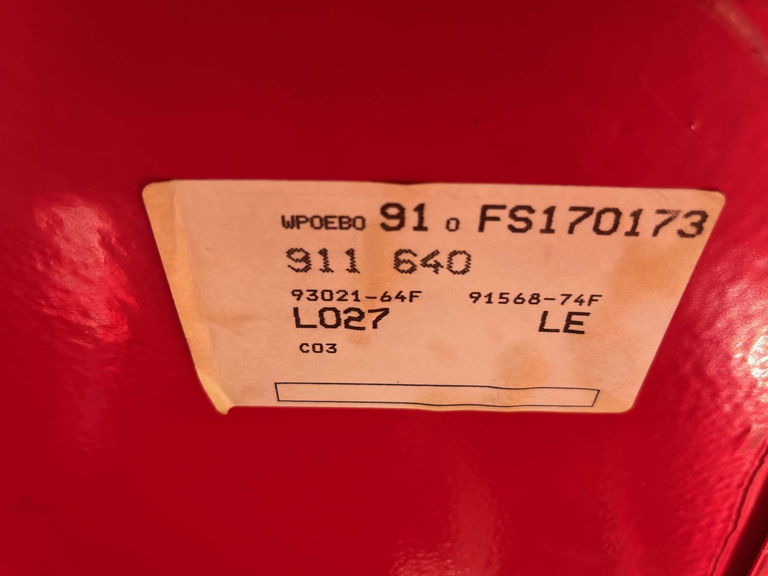 WPOEBO 91 0 FS170173
911 640
93021-64F 91568-74F
L027 LE
C03